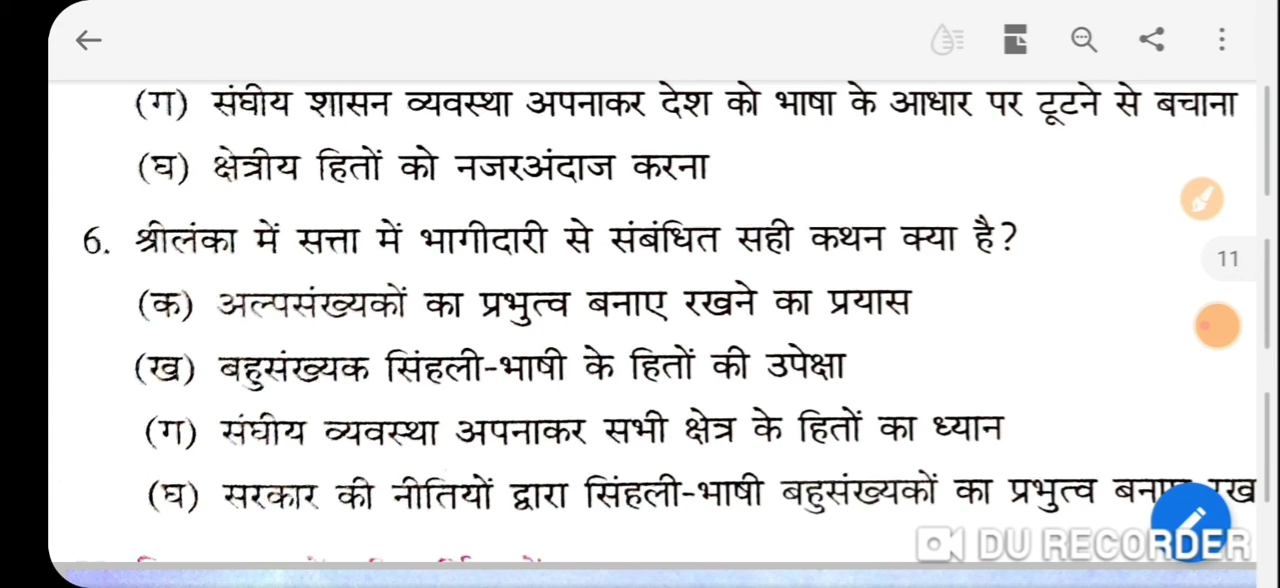 (ग) संघीय शासन व्यवस्था अपनाकर देश को भाषा के आधार पर टूटने से बचाना
(घ) क्षेत्रीय हितों को नजरअंदाज करना
6. श्रीलंका में सत्ता में भागीदारी से संबंधित सही कथन क्या है?
11
(क) अल्पसंख्यकों का प्रभुत्व बनाए रखने का प्रयास
(ख) बहुसंख्यक सिंहली-भाषी के हितों की उपेक्षा
(ग) संघीय व्यवस्था अपनाकर सभी क्षेत्र के हितों का ध्यान
(घ) सरकार की नीतियों द्वारा सिंहली-भाषी बहुसंख्यकों का प्रभुत्व
DU RECORDER